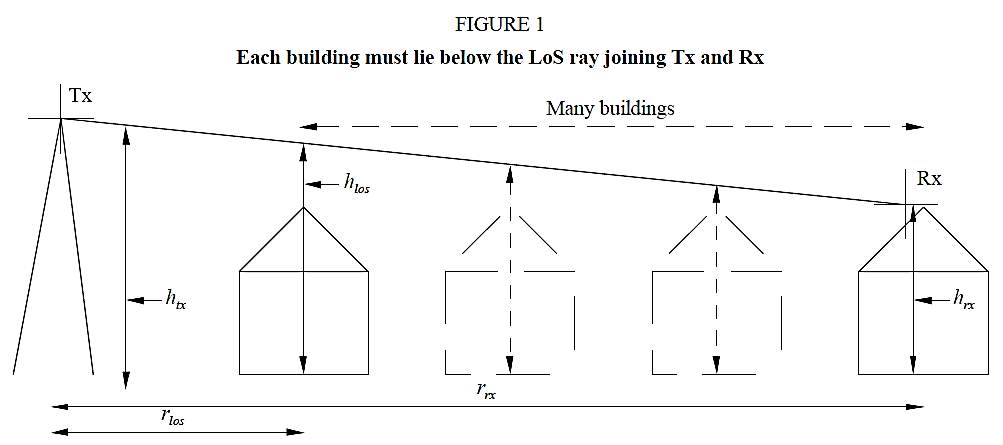 FIGURE 1
Each building must lie below the LoS ray joining Tx and Rx
Tx
Many buildings
Rx
h_los
h_tx
h_rx
r_rx
r_los